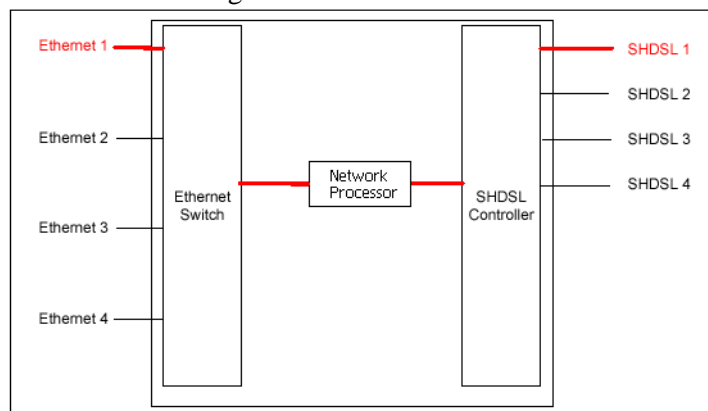 Ethernet 1
Ethernet 2
Ethernet 3
Ethernet 4
Ethernet
Switch
Network
Processor
SHDSL
Controller
SHDSL 1
SHDSL 2
SHDSL 3
SHDSL 4